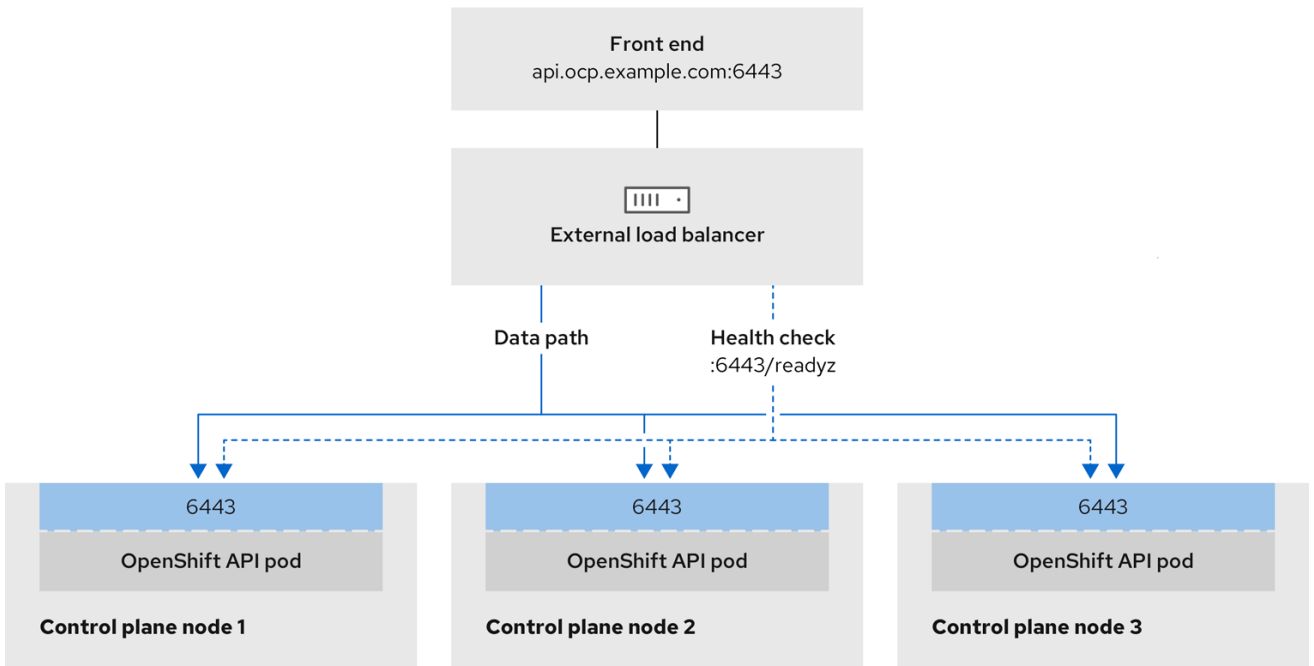 Front end
api.ocp.example.com:6443
External load balancer
Data path
Health check
:6443/readyz
6443
6443
6443
OpenShift API pod
OpenShift API pod
OpenShift API pod
Control plane node 1
Control plane node 2
Control plane node 3